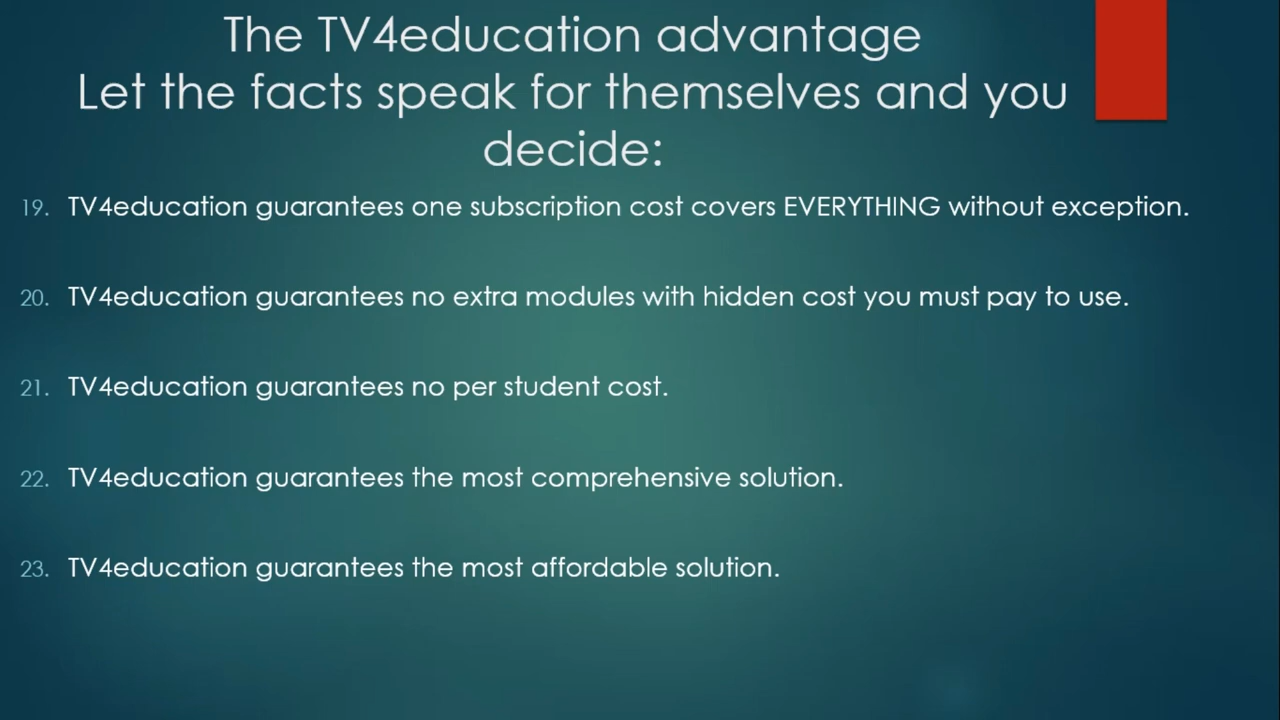 The TV4education advantage
Let the facts speak for themselves and you
decide:
19. TV4education guarantees one subscription cost covers EVERYTHING without exception.
20. TV4education guarantees no extra modules with hidden cost you must pay to use.
21. TV4education guarantees no per student cost.
22. TV4education guarantees the most comprehensive solution.
23. TV4education guarantees the most affordable solution.